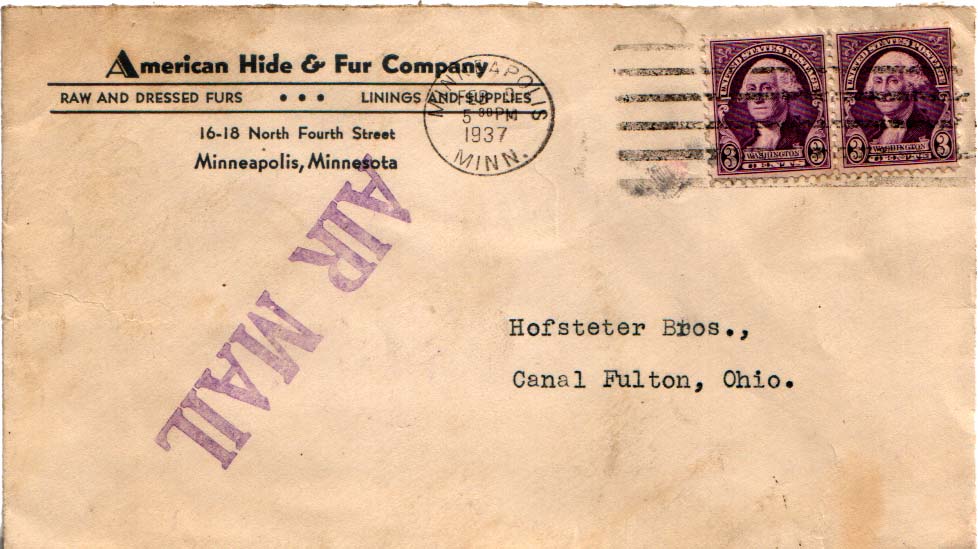 American Hide & Fur Company
RAW AND DRESSED FURS • • • LININGS AND SUPPLIES
16-18 North Fourth Street
Minneapolis, Minnesota
MINNEAPOLIS
FEB
5 30 PM
1937
MINN.
UNITED STATES POSTAGE
3 WASHINGTON 3
CENTS
UNITED STATES POSTAGE
3 WASHINGTON 3
CENTS
AIR MAIL
Hofsteter Bros.,
Canal Fulton, Ohio.